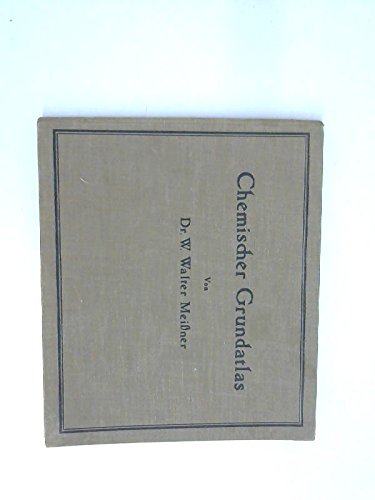 Chemischer Grundatlas
Von
Dr. W. Walter Meißner